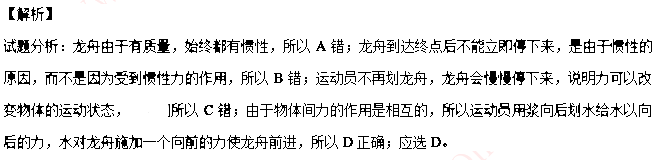 【解析】
试题分析：龙舟由于有质量，始终都有惯性，所以 A 错；龙舟到达终点后不能立即停下来，是由于惯性的
原因，而不是因为受到惯性力的作用，所以 B 错；运动员不再划龙舟，龙舟会慢慢停下来，说明力可以改
变物体的运动状态， ]所以 C 错；由于物体间力的作用是相互的，所以运动员用浆向后划水给水以向
后的力，水对龙舟施加一个向前的力使龙舟前进，所以 D 正确；应选 D。